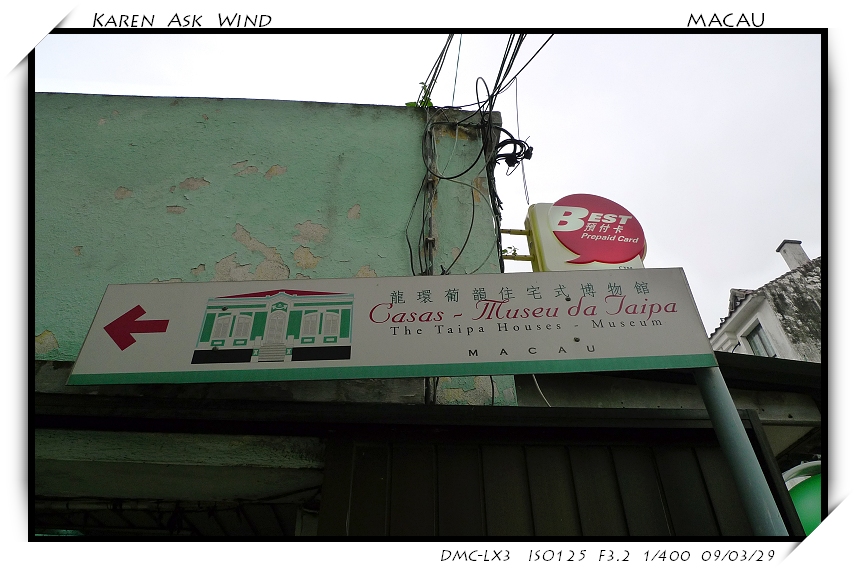 Karen Ask Wind
MACAU
BEST
預付卡
Prepaid Card
龍環葡韻住宅式博物館
Casas - Museu da Taipa
The Taipa Houses - Museum
MACAU
DMC-LX3 ISO125 F3.2 1/400 09/03/29